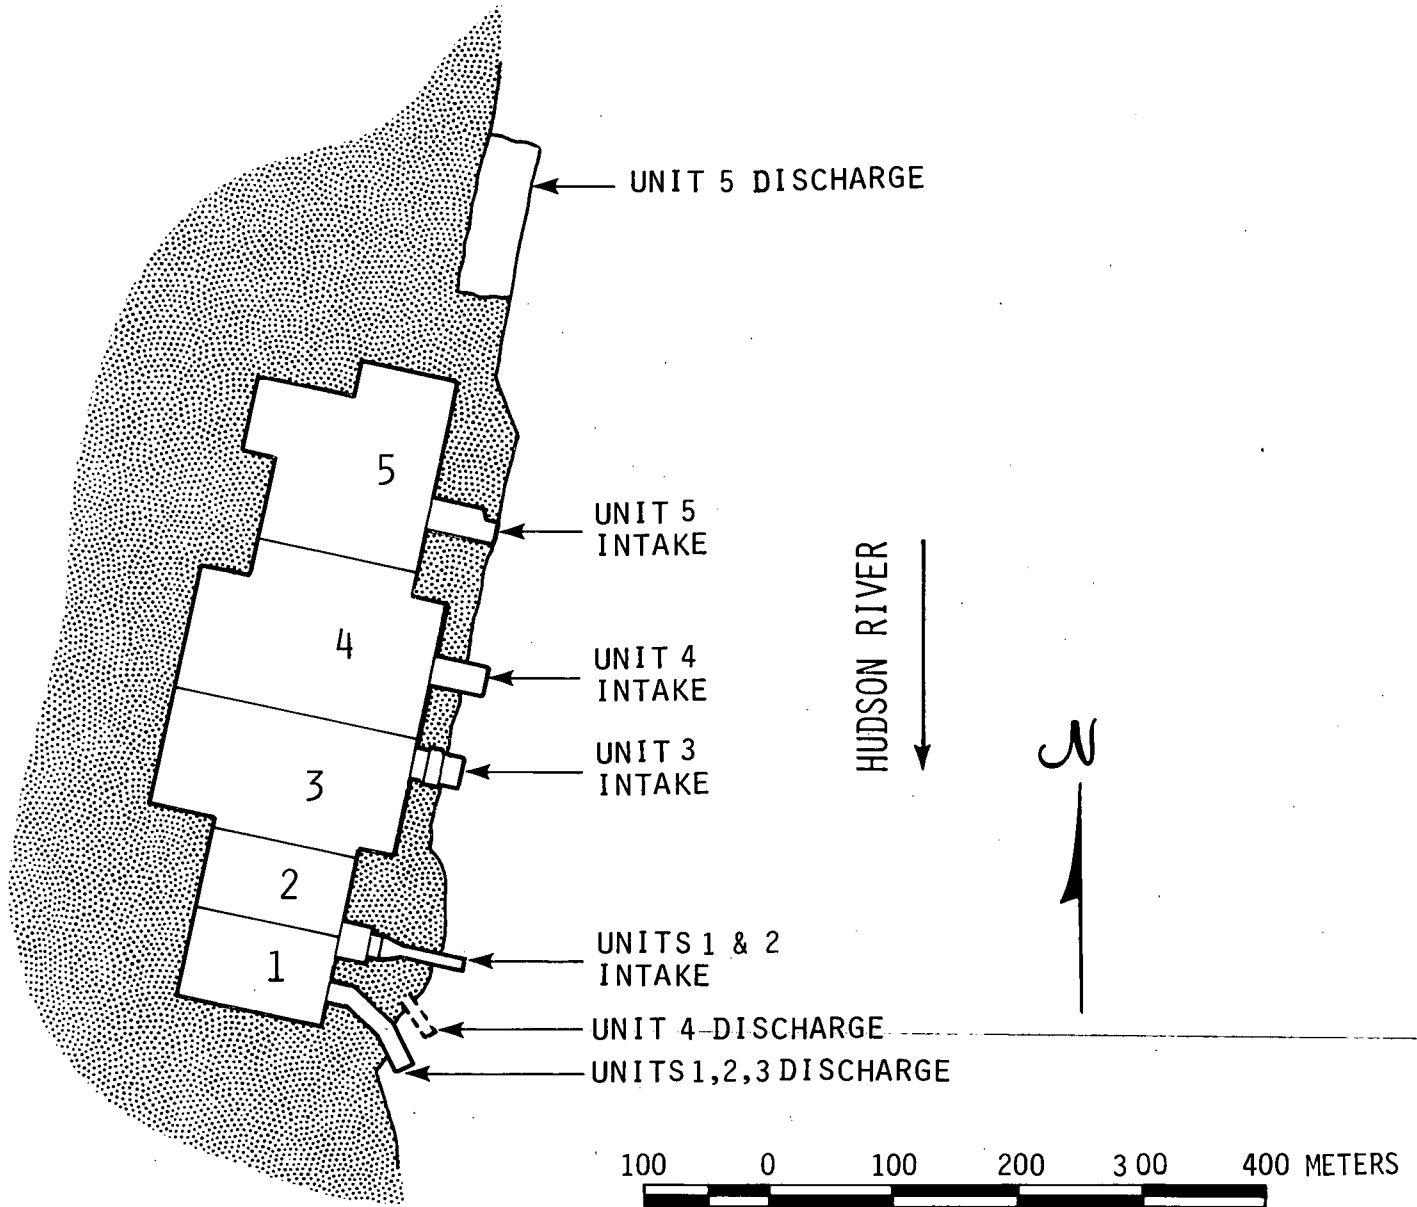 UNIT 5 DISCHARGE
5
UNIT 5
INTAKE
4
UNIT 4
INTAKE
HUDSON RIVER
N
3
UNIT 3
INTAKE
2
1
UNITS 1 & 2
INTAKE
UNIT 4 DISCHARGE
UNITS 1,2,3 DISCHARGE
100 0 100 200 300 400 METERS